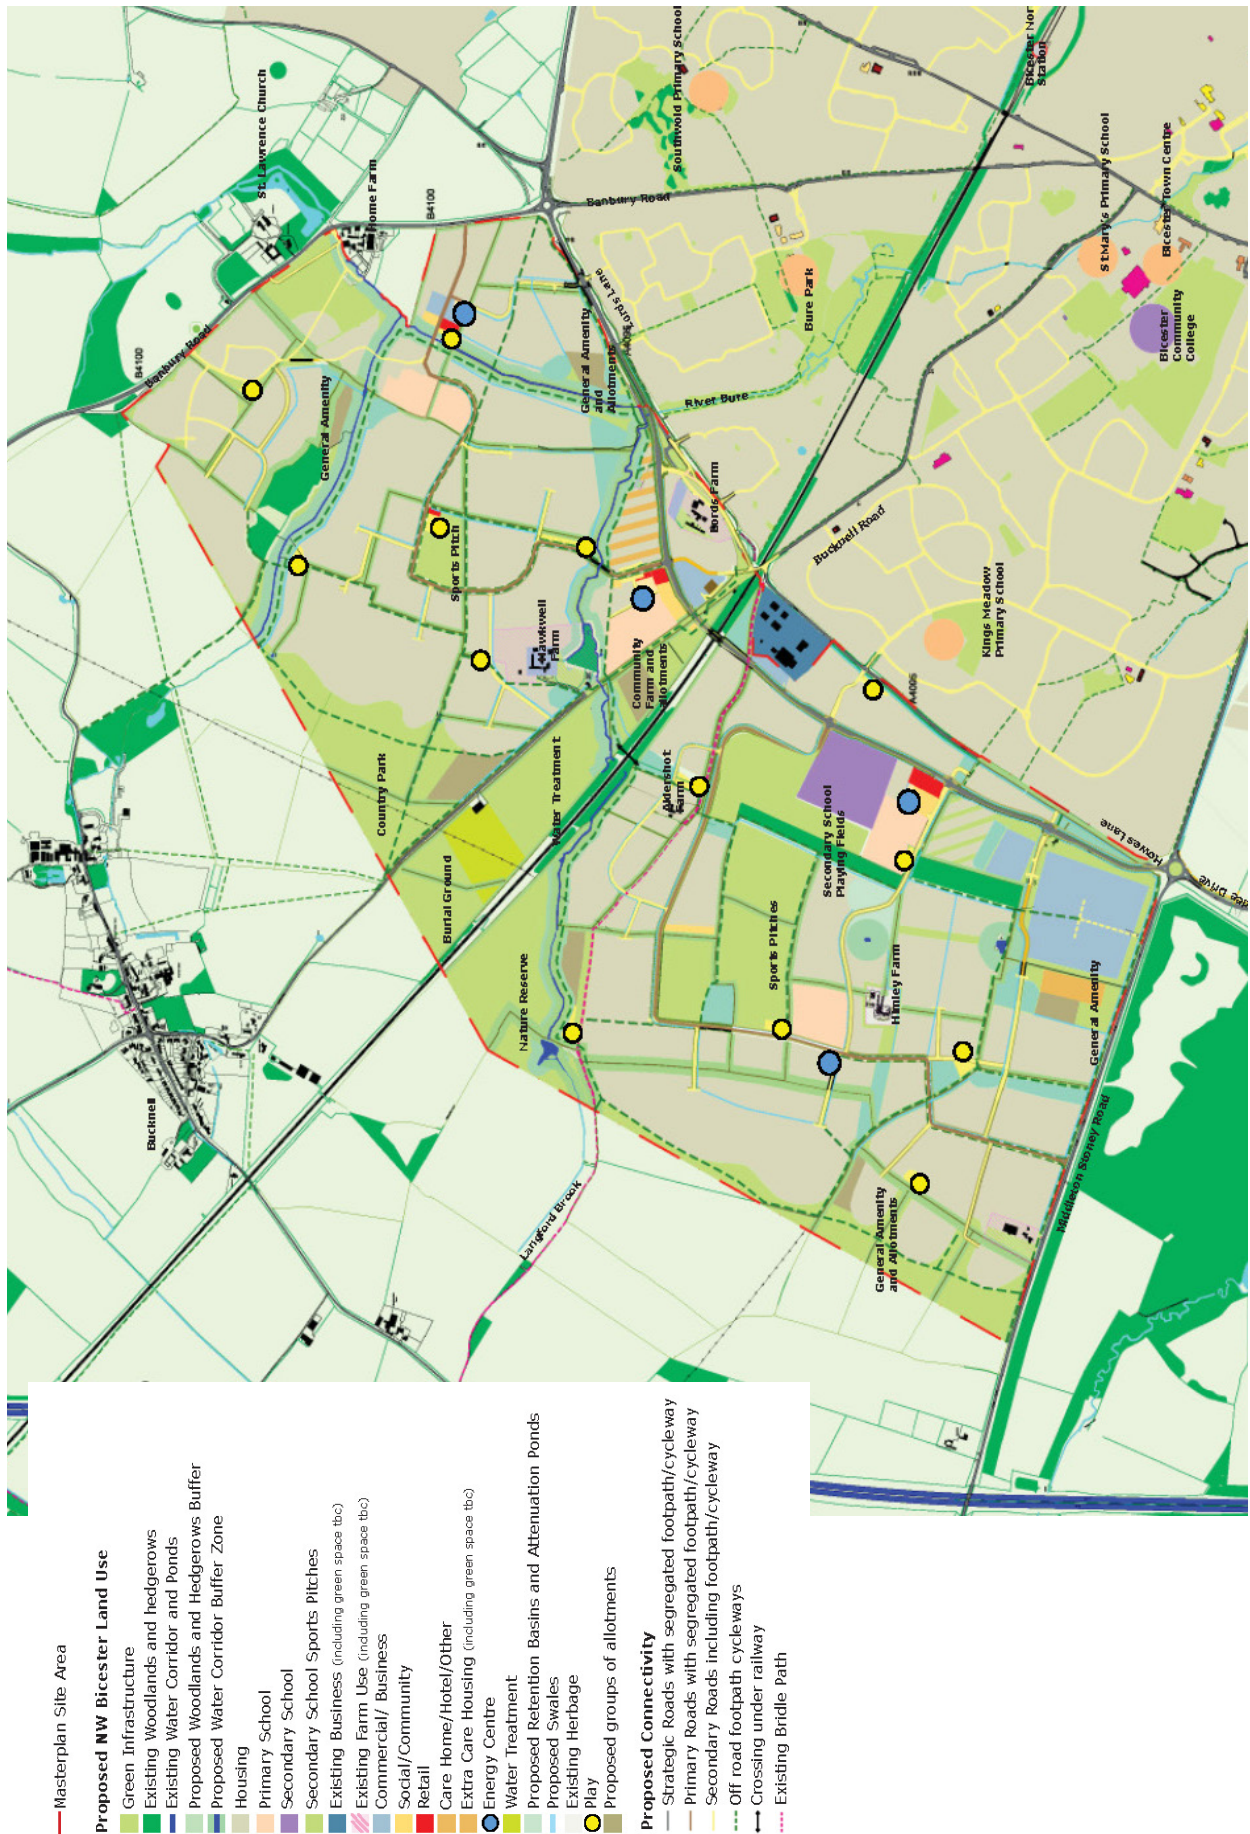 Masterplan Site Area
Proposed NW Bicester Land Use
Green Infrastructure
Existing Woodlands and hedgerows
Existing Water Corridor and Ponds
Proposed Woodlands and Hedgerows Buffer
Proposed Water Corridor Buffer Zone
Housing
Primary School
Secondary School
Secondary School Sports Pitches
Existing Business (including green space tbc)
Existing Farm Use (including green space tbc)
Commercial/ Business
Social/Community
Retail
Care Home/Hotel/Other
Extra Care Housing (including green space tbc)
Energy Centre
Water Treatment
Proposed Retention Basins and Attenuation Ponds
Proposed Swales
Existing Herbage
Play
Proposed groups of allotments
Proposed Connectivity
Strategic Roads with segregated footpath/cycleway
Primary Roads with segregated footpath/cycleway
Secondary Roads including footpath/cycleway
Off road footpath cycleways
Crossing under railway
Existing Bridle Path
Bucknell
Langford Brook
Nature Reserve
Burial Ground
Country Park
Water Treatment
General Amenity
B4100
Banbury Road
St. Lawrence Church
Home Farm
B4100
Sports Pitch
Hawkwell
Farm
General Amenity
and
Allotments
Lords Lane
A4095
Banbury Road
Southwold Primary School
Bicester Nor
Station
Community
Farm and
allotments
Lords Farm
River Bure
Bure Park
Aldershot
Farm
Bucknell Road
St Mary's Primary School
Bicester Town Centre
Bicester
Community
College
Kings Meadow
Primary School
A4095
Secondary School
Playing Fields
Sports Pitches
Himley Farm
Howes Lane
General Amenity
General Amenity
and Allotments
Middleton Stoney Road
Drive